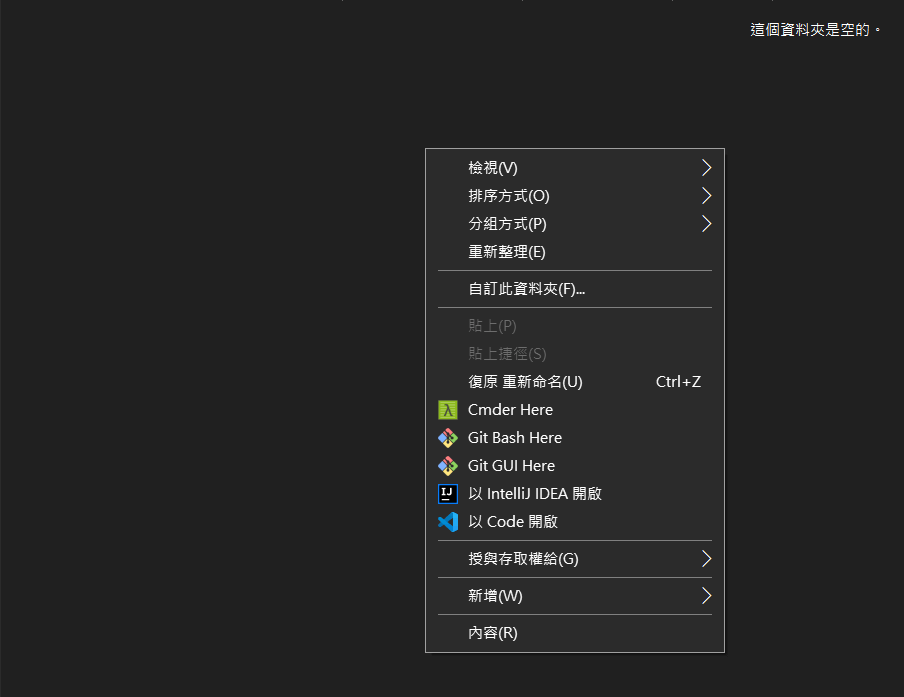 這個資料夾是空的。
檢視(V)
排序方式(O)
分組方式(P)
重新整理(E)
自訂此資料夾(F)...
貼上(P)
貼上捷徑(S)
復原 重新命名(U) Ctrl+Z
λ Cmder Here
Git Bash Here
Git GUI Here
IJ 以 IntelliJ IDEA 開啟
以 Code 開啟
授與存取權給(G)
新增(W)
內容(R)